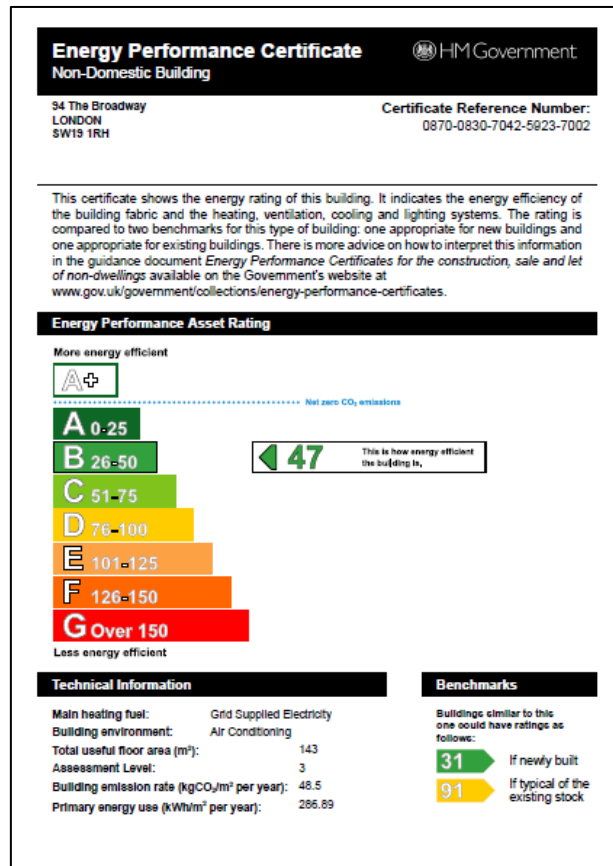 Energy Performance Certificate
HM Government
Non-Domestic Building
94 The Broadway
LONDON
SW19 1RH
Certificate Reference Number:
0870-0830-7042-5923-7002
This certificate shows the energy rating of this building. It indicates the energy efficiency of
the building fabric and the heating, ventilation, cooling and lighting systems. The rating is
compared to two benchmarks for this type of building: one appropriate for new buildings and
one appropriate for existing buildings. There is more advice on how to interpret this information
in the guidance document Energy Performance Certificates for the construction, sale and let
of non-dwellings available on the Government's website at
www.gov.uk/government/collections/energy-performance-certificates.
Energy Performance Asset Rating
More energy efficient
A+
Net zero CO₂ emissions
A 0-25
B 26-50
47
This is how energy efficient
the building is.
C 51-75
D 76-100
E 101-125
F 126-150
G Over 150
Less energy efficient
Technical Information
Main heating fuel: Grid Supplied Electricity
Building environment: Air Conditioning
Total useful floor area (m²): 143
Assessment Level: 3
Building emission rate (kgCO₂/m² per year): 48.5
Primary energy use (kWh/m² per year): 286.89
Benchmarks
Buildings similar to this
one could have ratings as
follows:
31 If newly built
91 If typical of the
existing stock